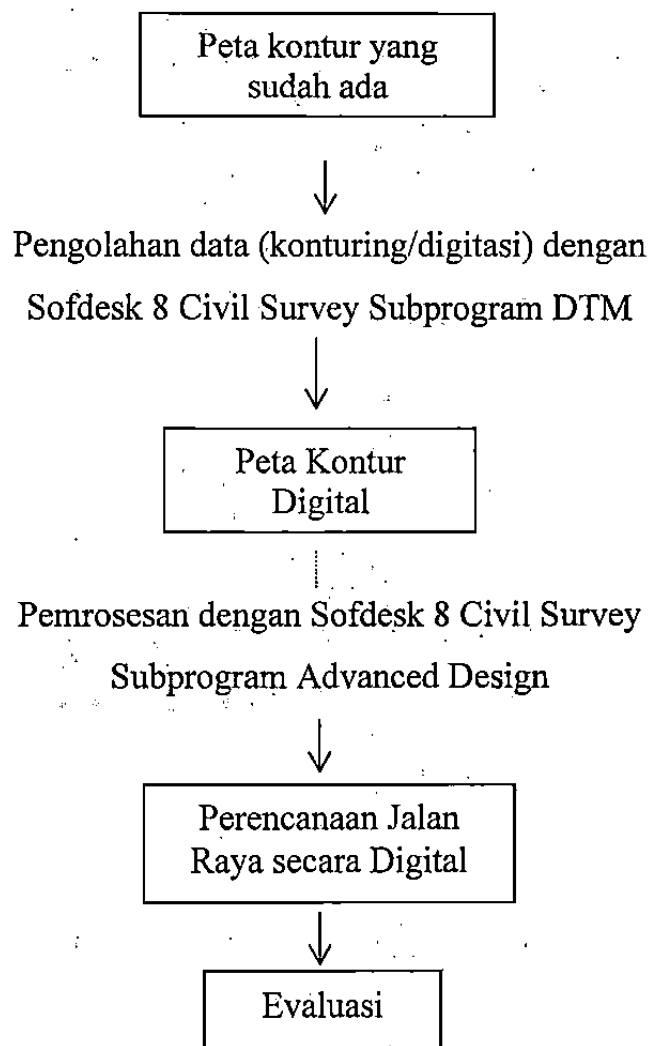 Peta kontur yang
sudah ada
Pengolahan data (konturing/digitasi) dengan
Sofdesk 8 Civil Survey Subprogram DTM
Peta Kontur
Digital
Pemrosesan dengan Sofdesk 8 Civil Survey
Subprogram Advanced Design
Perencanaan Jalan
Raya secara Digital
Evaluasi